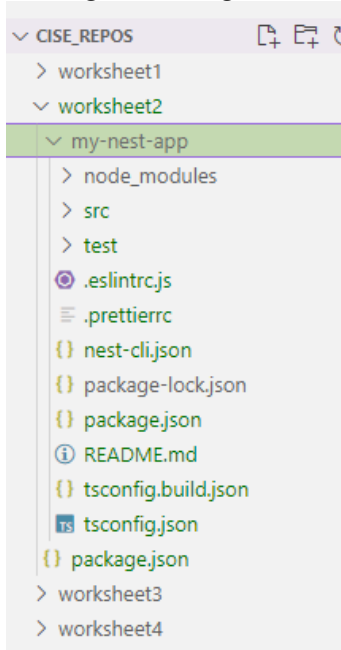 CISE_REPOS
worksheet1
worksheet2
my-nest-app
node_modules
src
test
.eslintrc.js
.prettierrc
nest-cli.json
package-lock.json
package.json
README.md
tsconfig.build.json
TS tsconfig.json
package.json
worksheet3
worksheet4